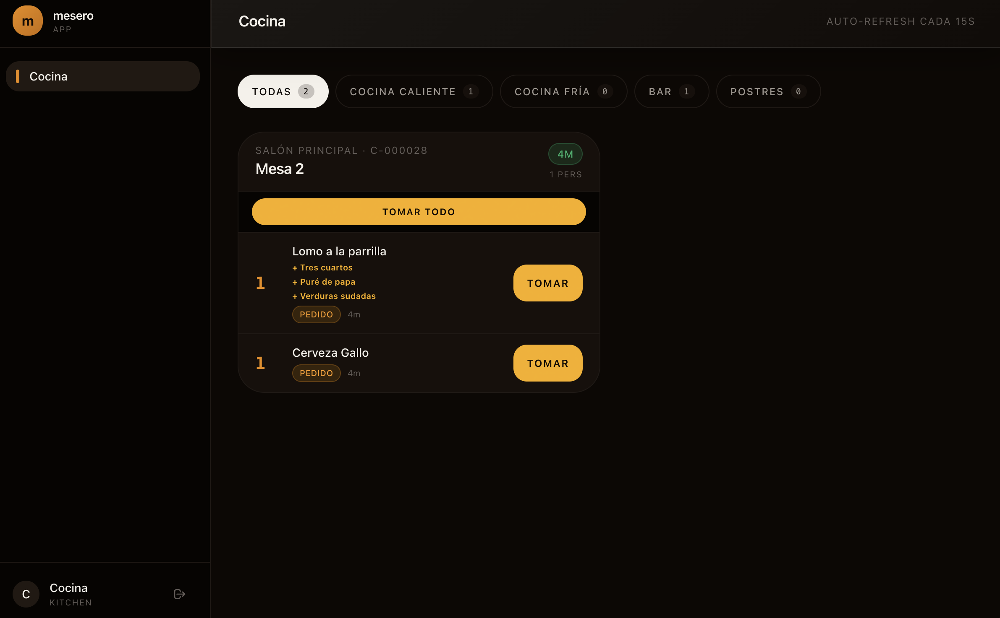 m
mesero
APP
Cocina
Cocina
KITCHEN
C
Cocina
AUTO-REFRESH CADA 15S
TODAS 2
COCINA CALIENTE 1
COCINA FRÍA 0
BAR 1
POSTRES 0
SALÓN PRINCIPAL · C-000028
Mesa 2
4M
1 PERS
TOMAR TODO
1
Lomo a la parrilla
+ Tres cuartos
+ Puré de papa
+ Verduras sudadas
PEDIDO 4m
TOMAR
1
Cerveza Gallo
PEDIDO 4m
TOMAR